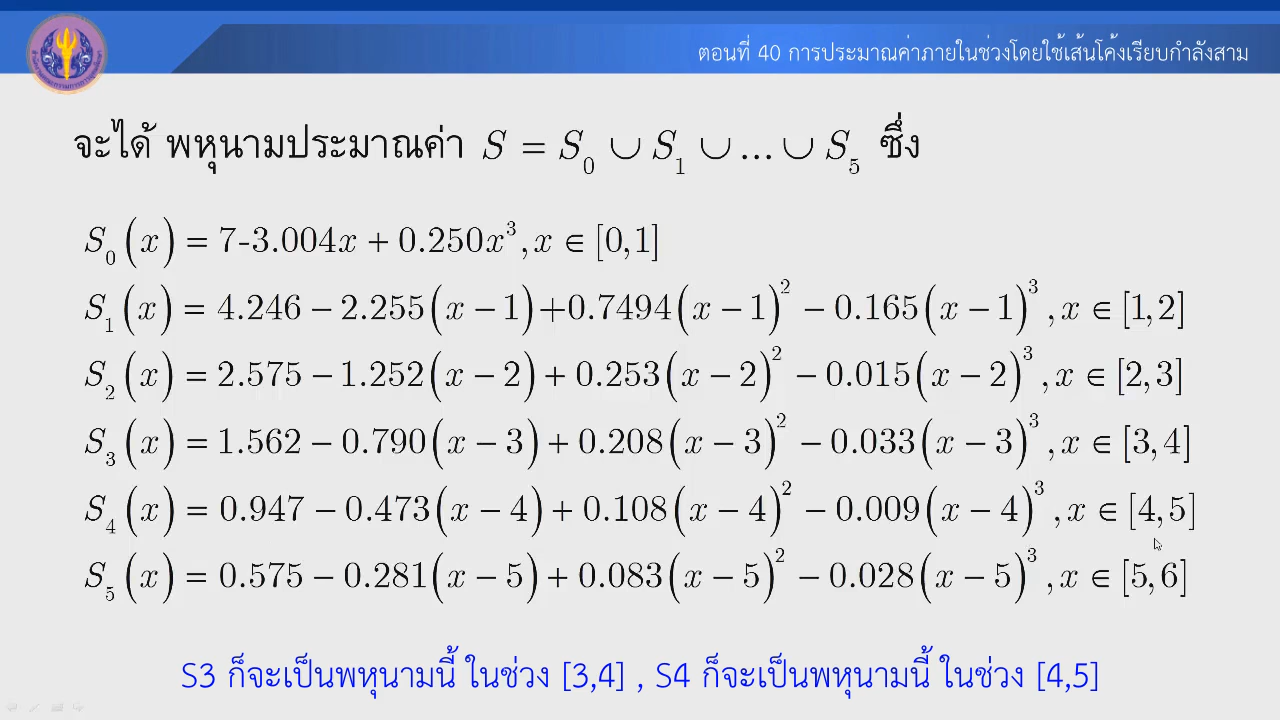 ตอนที่ 40 การประมาณค่าภายในช่วงโดยใช้เส้นโค้งเรียบกำลังสาม
จะได้ พหุนามประมาณค่า S = S₀ ∪ S₁ ∪ ... ∪ S₅ ซึ่ง
S₀(x) = 7-3.004x + 0.250x³, x ∈ [0,1]
S₁(x) = 4.246 − 2.255(x − 1)+0.7494(x − 1)² − 0.165(x − 1)³, x ∈ [1,2]
S₂(x) = 2.575 − 1.252(x − 2) + 0.253(x − 2)² − 0.015(x − 2)³, x ∈ [2,3]
S₃(x) = 1.562 − 0.790(x − 3) + 0.208(x − 3)² − 0.033(x − 3)³, x ∈ [3,4]
S₄(x) = 0.947 − 0.473(x − 4) + 0.108(x − 4)² − 0.009(x − 4)³, x ∈ [4,5]
S₅(x) = 0.575 − 0.281(x − 5) + 0.083(x − 5)² − 0.028(x − 5)³, x ∈ [5,6]
S3 ก็จะเป็นพหุนามนี้ ในช่วง [3,4] , S4 ก็จะเป็นพหุนามนี้ ในช่วง [4,5]